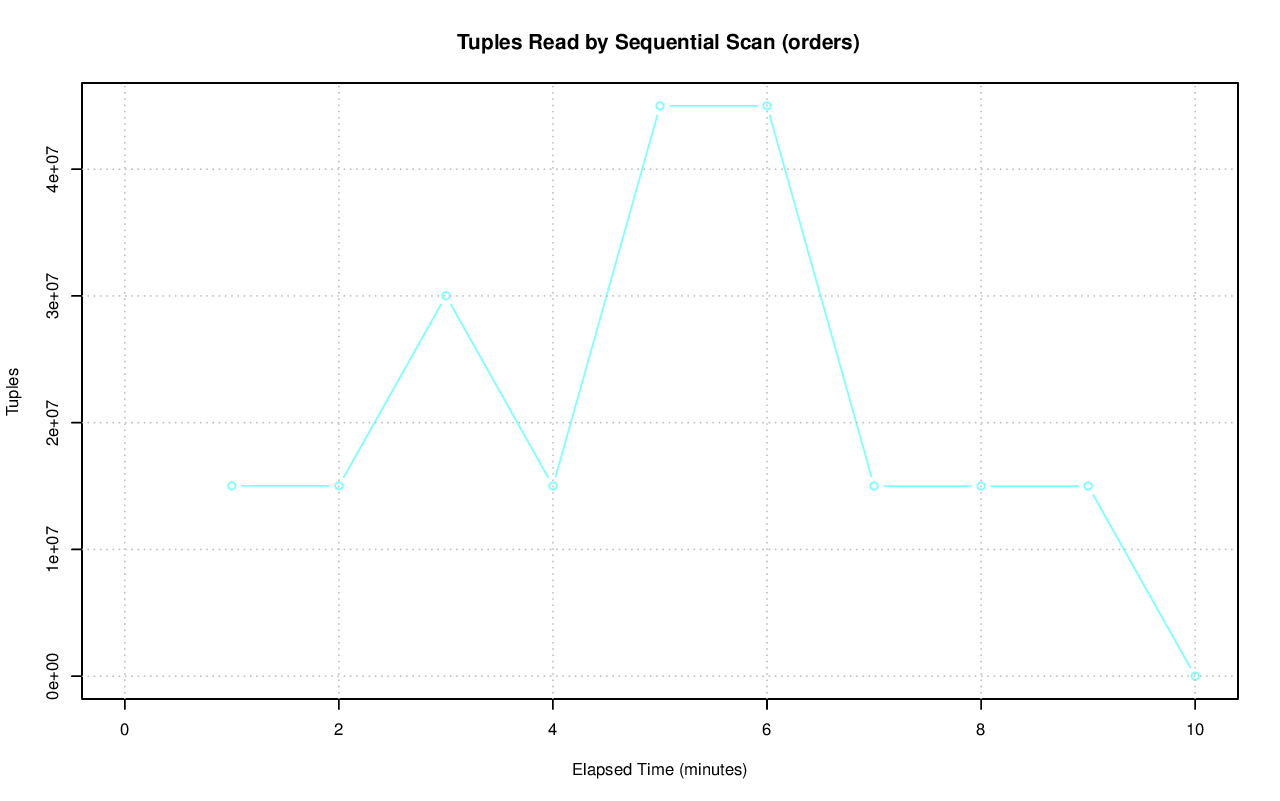 Tuples Read by Sequential Scan (orders)
4e+07
3e+07
2e+07
1e+07
0e+00
Tuples
0 2 4 6 8 10
Elapsed Time (minutes)